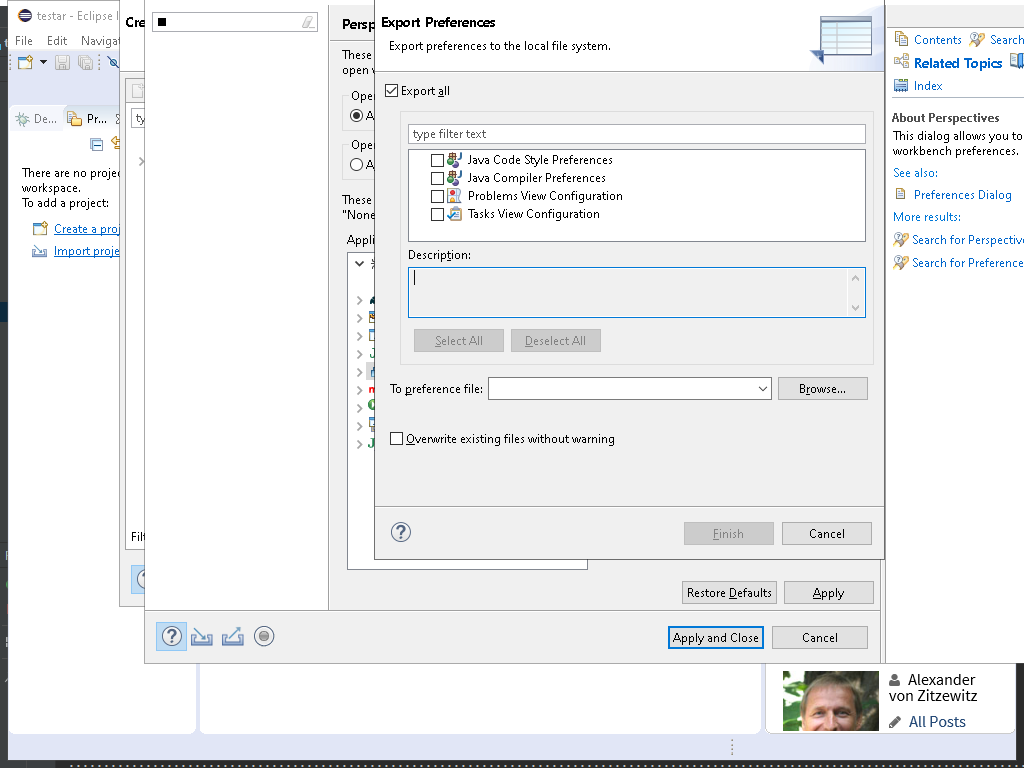 testar - Eclipse I
File Edit Navigat
De... Pr...
There are no proje
workspace.
To add a project:
Create a proj
Import proje
Cre
ty
Filt
Persp
These
open v
Ope
A
Ope
A
These
"None
Appli
Export Preferences
Export preferences to the local file system.
Export all
type filter text
Java Code Style Preferences
Java Compiler Preferences
Problems View Configuration
Tasks View Configuration
Description:
Select All Deselect All
To preference file: Browse...
Overwrite existing files without warning
Finish Cancel
Restore Defaults Apply
Apply and Close Cancel
Contents Search
Related Topics
Index
About Perspectives
This dialog allows you to
workbench preferences.
See also:
Preferences Dialog
More results:
Search for Perspective
Search for Preference
Alexander
von Zitzewitz
All Posts